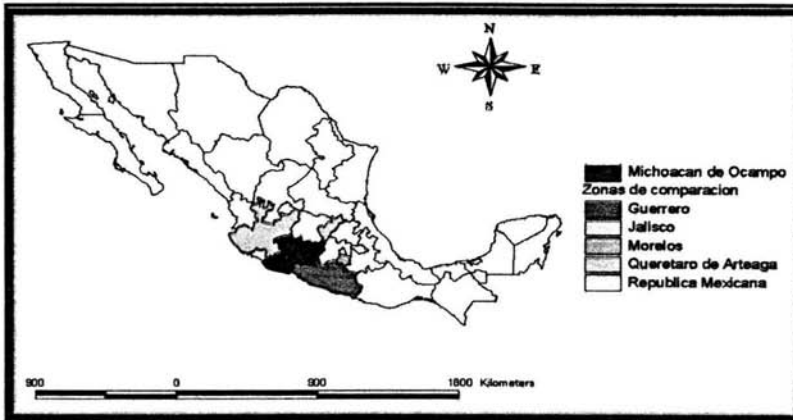 N
W E
S
Michoacan de Ocampo
Zonas de comparacion
Guerrero
Jalisco
Morelos
Queretaro de Arteaga
Republica Mexicana
900 0 900 1800 Kilometers